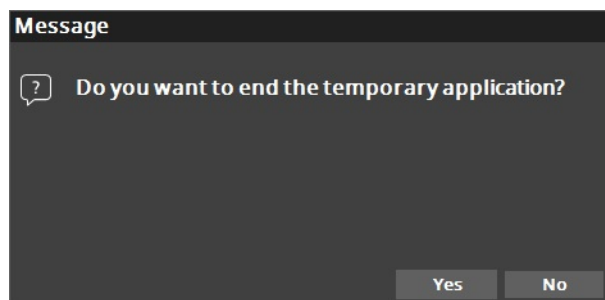 Message
?
Do you want to end the temporary application?
Yes No